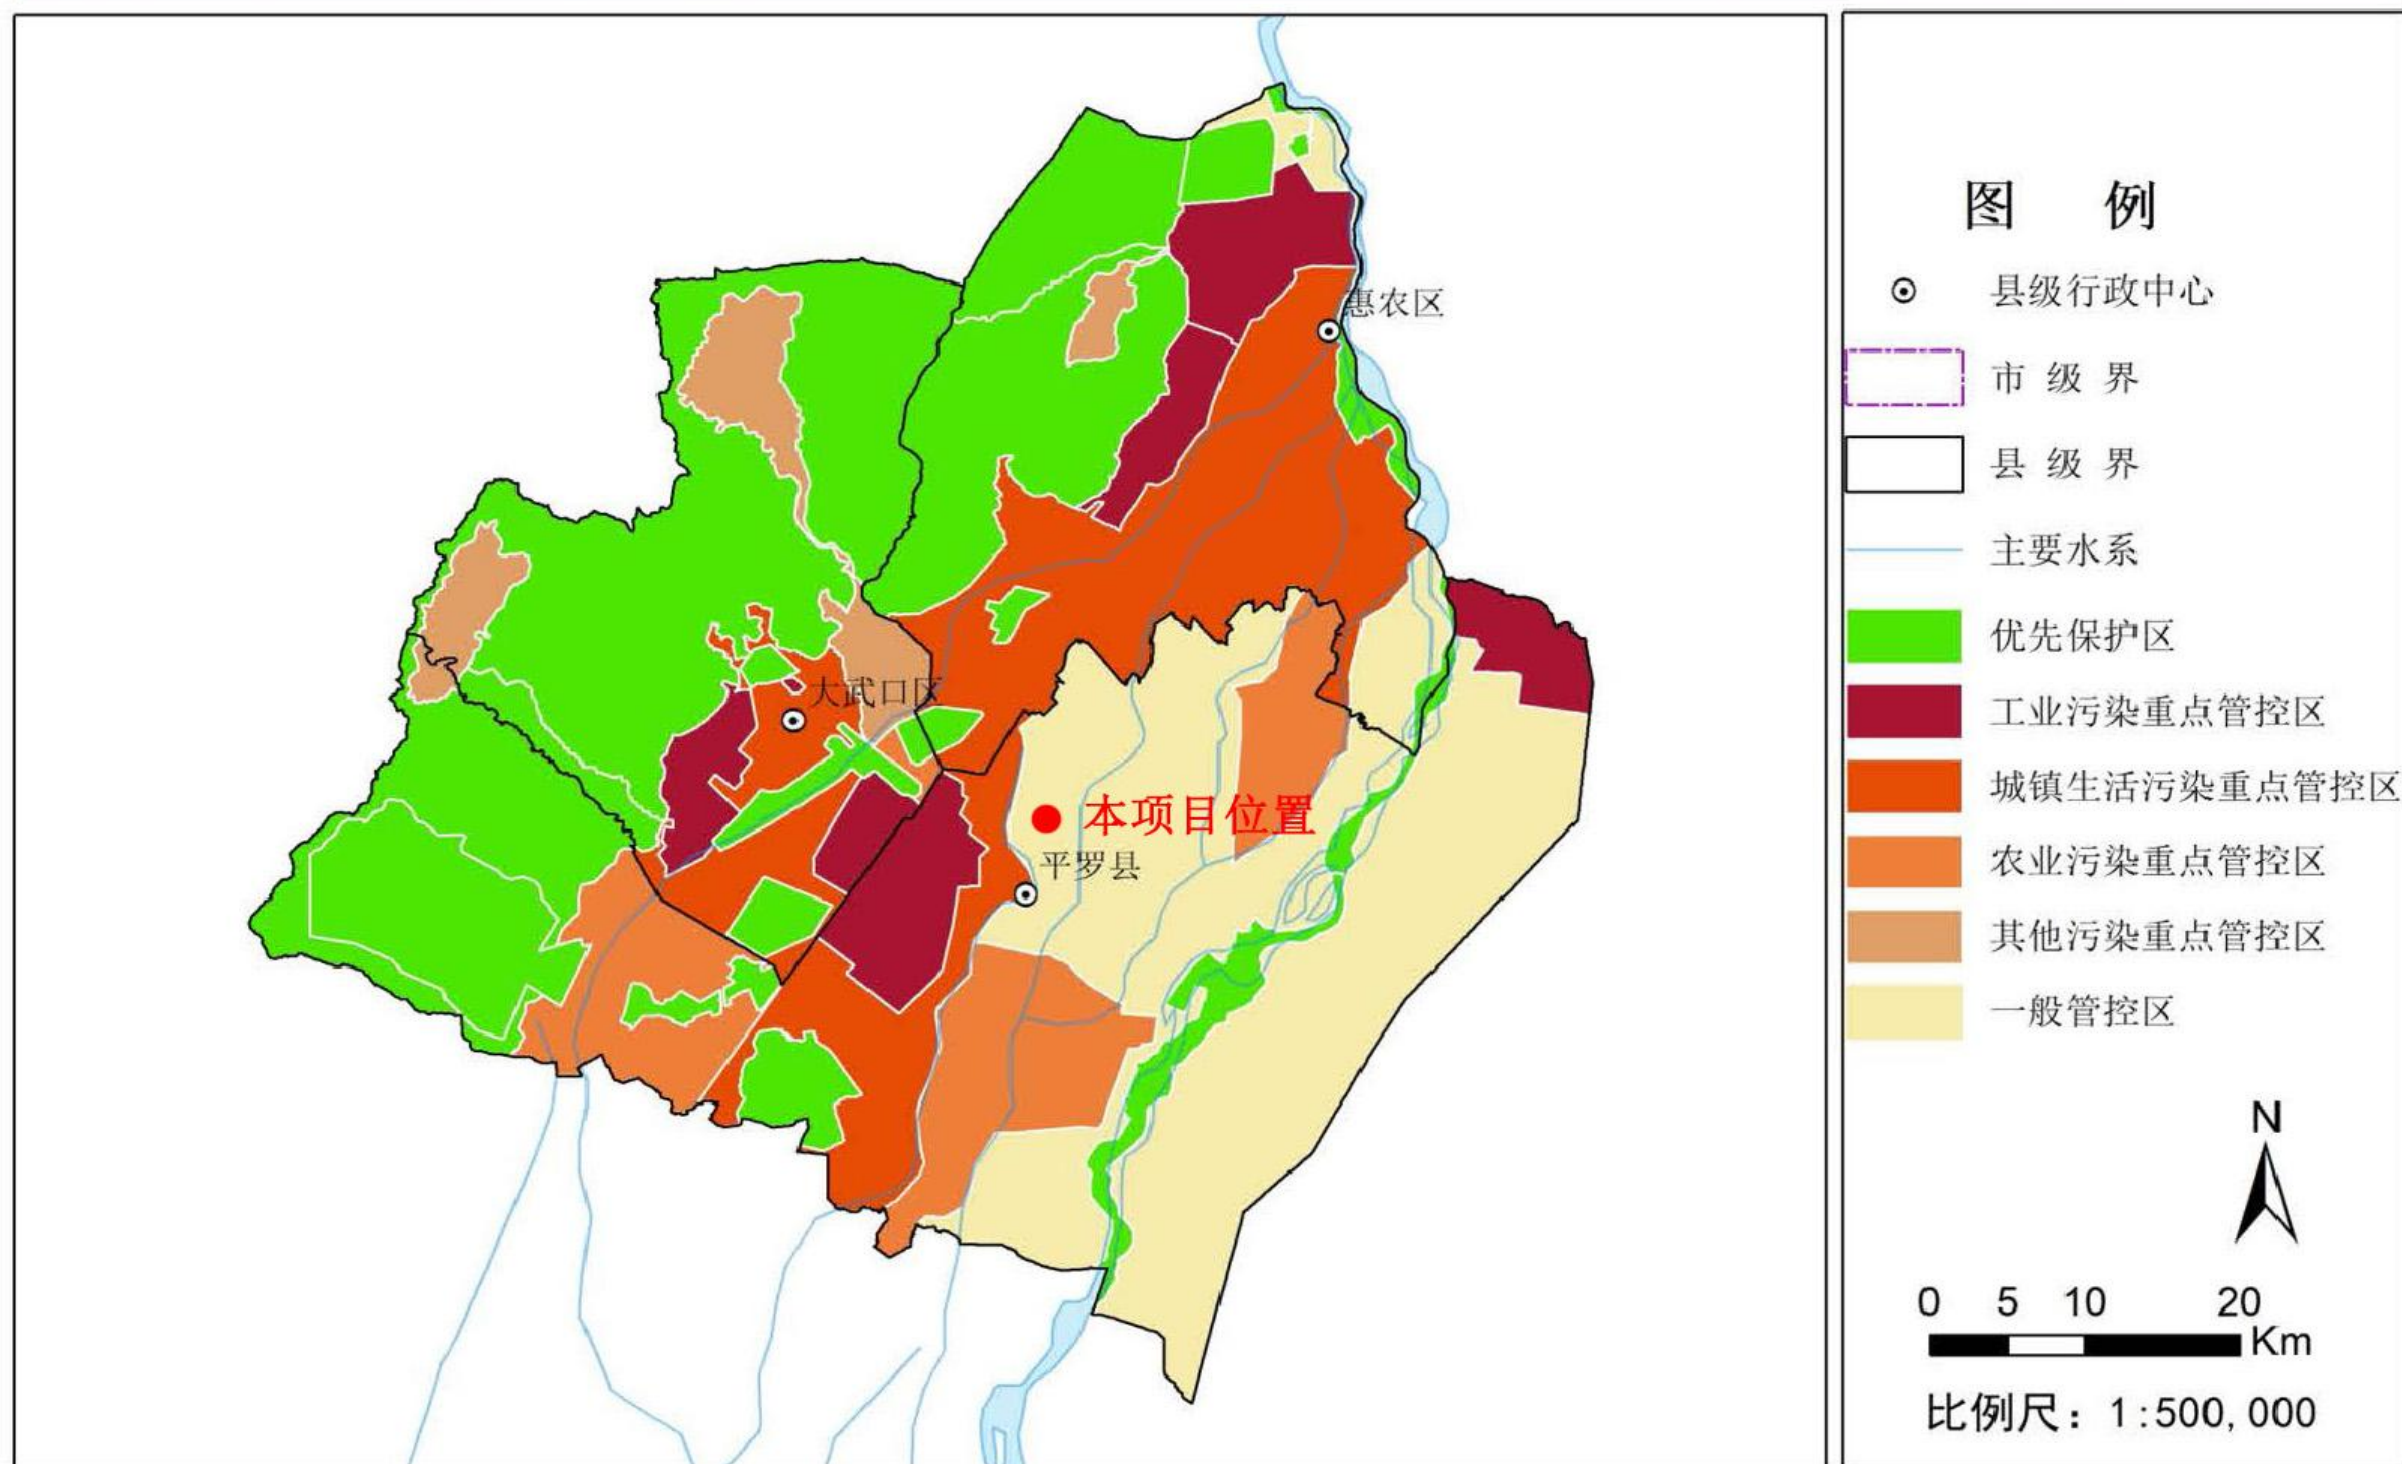 惠农区
大武口区
本项目位置
平罗县
图 例
县级行政中心
市 级 界
县 级 界
主要水系
优先保护区
工业污染重点管控区
城镇生活污染重点管控区
农业污染重点管控区
其他污染重点管控区
一般管控区
N
0 5 10 20
Km
比例尺：1:500,000